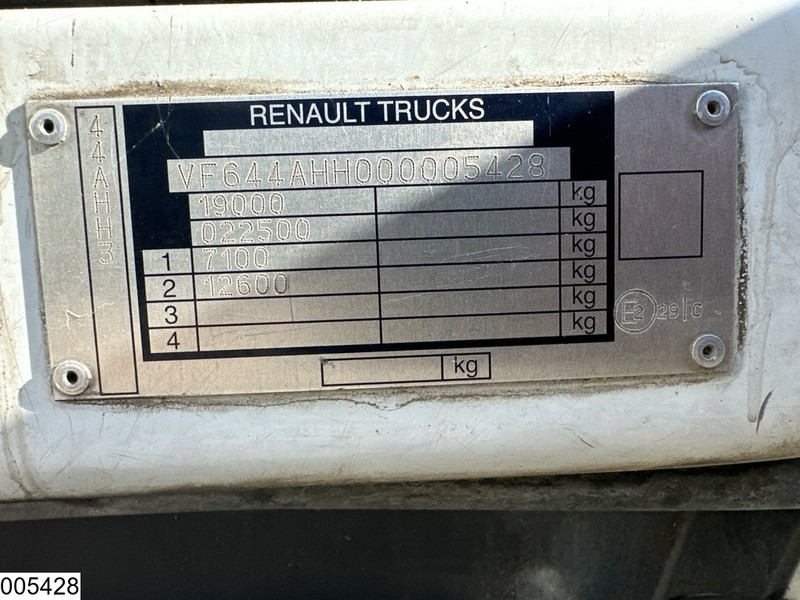 RENAULT TRUCKS
44AHH3
VF644AHH000005428
19000 kg
022500 kg
1 7100 kg
2 12600 kg
3 kg
4 kg
kg
E2 29 C
005428